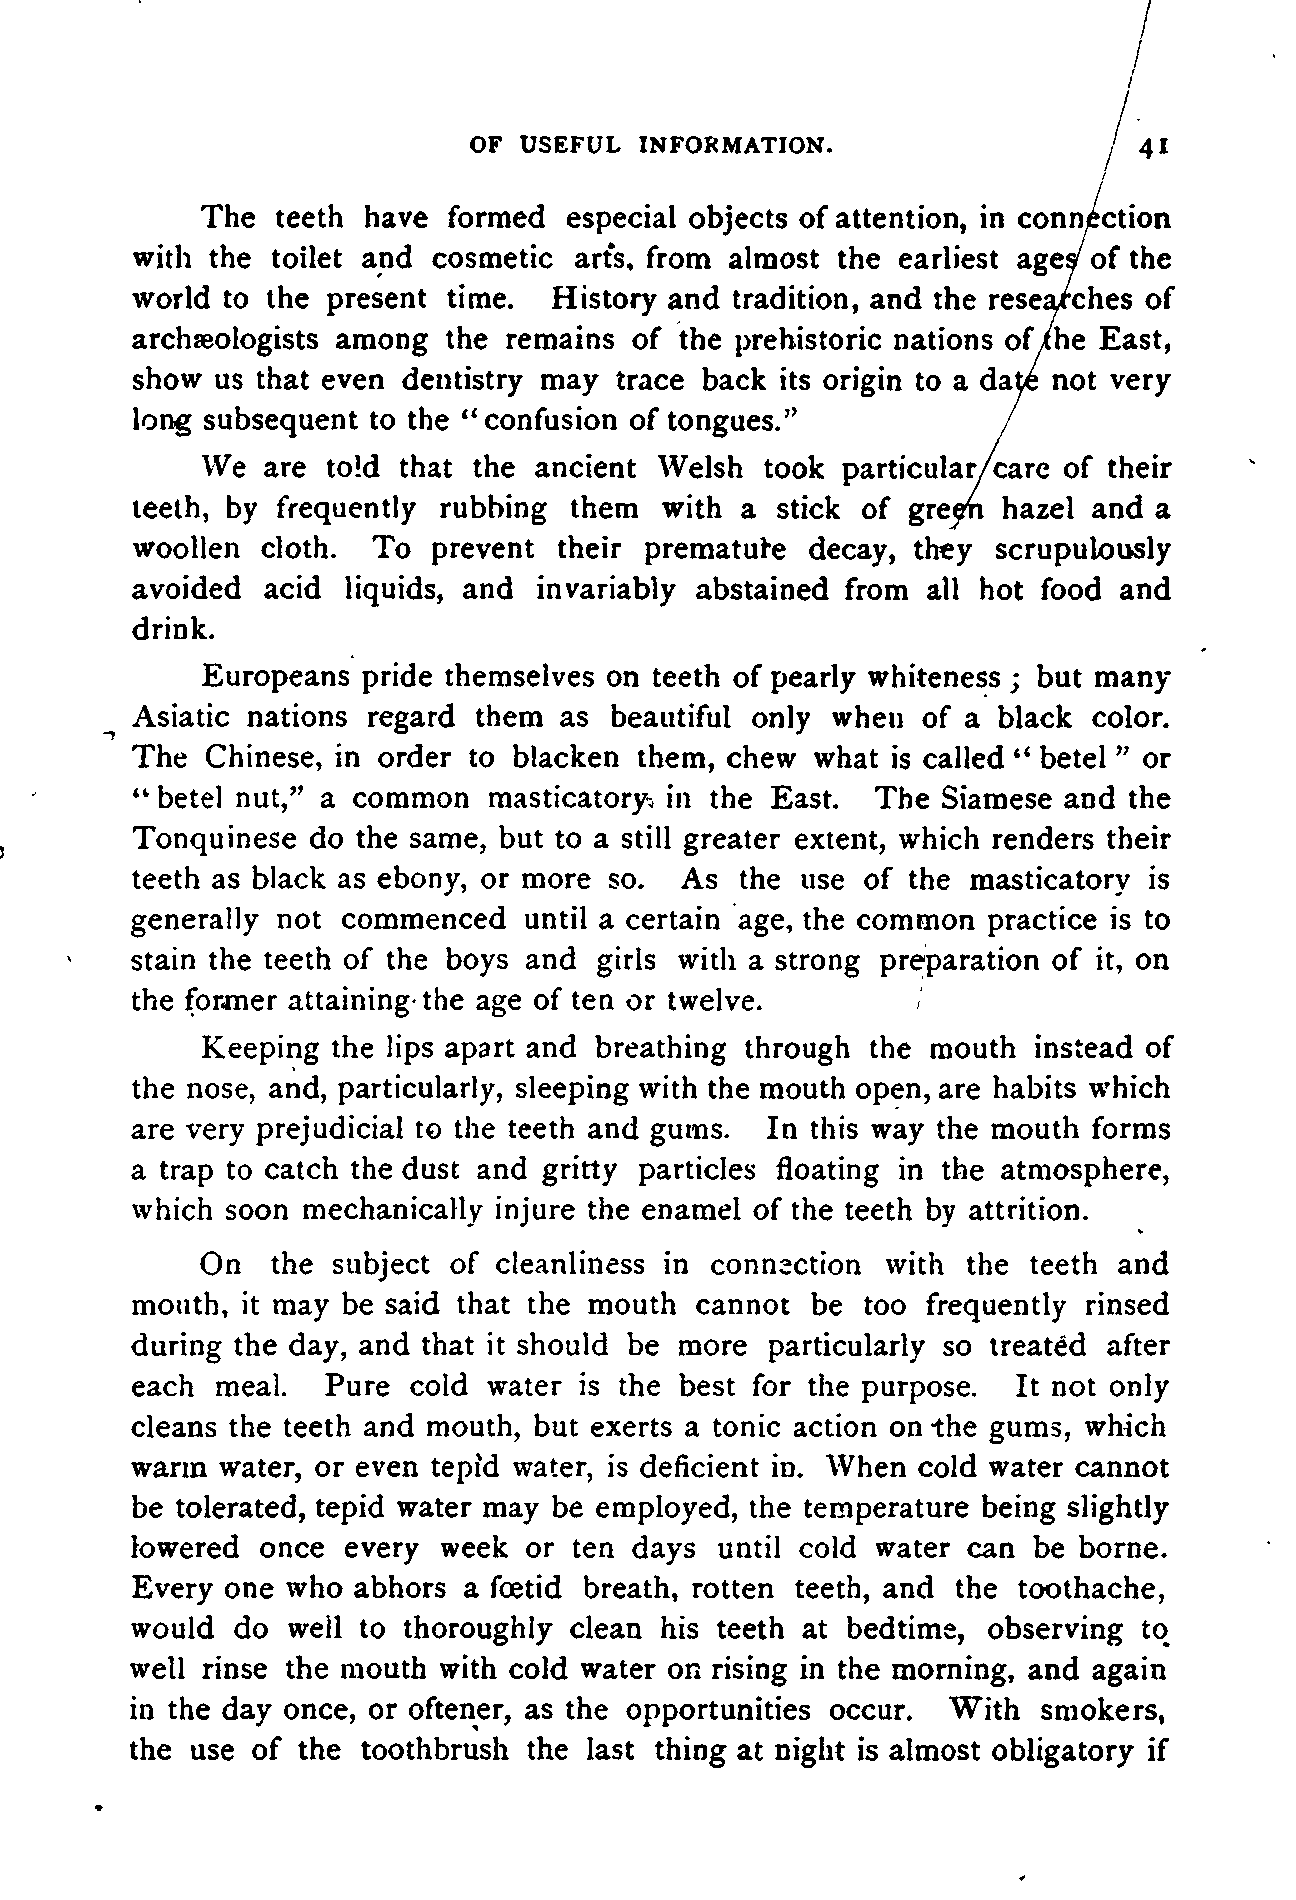 OF USEFUL INFORMATION. 41
The teeth have formed especial objects of attention, in connection
with the toilet and cosmetic arts, from almost the earliest ages of the
world to the present time. History and tradition, and the researches of
archæologists among the remains of the prehistoric nations of the East,
show us that even dentistry may trace back its origin to a date not very
long subsequent to the "confusion of tongues."
We are told that the ancient Welsh took particular care of their
teeth, by frequently rubbing them with a stick of green hazel and a
woollen cloth. To prevent their premature decay, they scrupulously
avoided acid liquids, and invariably abstained from all hot food and
drink.
Europeans pride themselves on teeth of pearly whiteness; but many
Asiatic nations regard them as beautiful only when of a black color.
The Chinese, in order to blacken them, chew what is called "betel" or
"betel nut," a common masticatory, in the East. The Siamese and the
Tonquinese do the same, but to a still greater extent, which renders their
teeth as black as ebony, or more so. As the use of the masticatory is
generally not commenced until a certain age, the common practice is to
stain the teeth of the boys and girls with a strong preparation of it, on
the former attaining the age of ten or twelve.
Keeping the lips apart and breathing through the mouth instead of
the nose, and, particularly, sleeping with the mouth open, are habits which
are very prejudicial to the teeth and gums. In this way the mouth forms
a trap to catch the dust and gritty particles floating in the atmosphere,
which soon mechanically injure the enamel of the teeth by attrition.
On the subject of cleanliness in connection with the teeth and
mouth, it may be said that the mouth cannot be too frequently rinsed
during the day, and that it should be more particularly so treated after
each meal. Pure cold water is the best for the purpose. It not only
cleans the teeth and mouth, but exerts a tonic action on the gums, which
warm water, or even tepid water, is deficient in. When cold water cannot
be tolerated, tepid water may be employed, the temperature being slightly
lowered once every week or ten days until cold water can be borne.
Every one who abhors a fœtid breath, rotten teeth, and the toothache,
would do well to thoroughly clean his teeth at bedtime, observing to
well rinse the mouth with cold water on rising in the morning, and again
in the day once, or oftener, as the opportunities occur. With smokers,
the use of the toothbrush the last thing at night is almost obligatory if